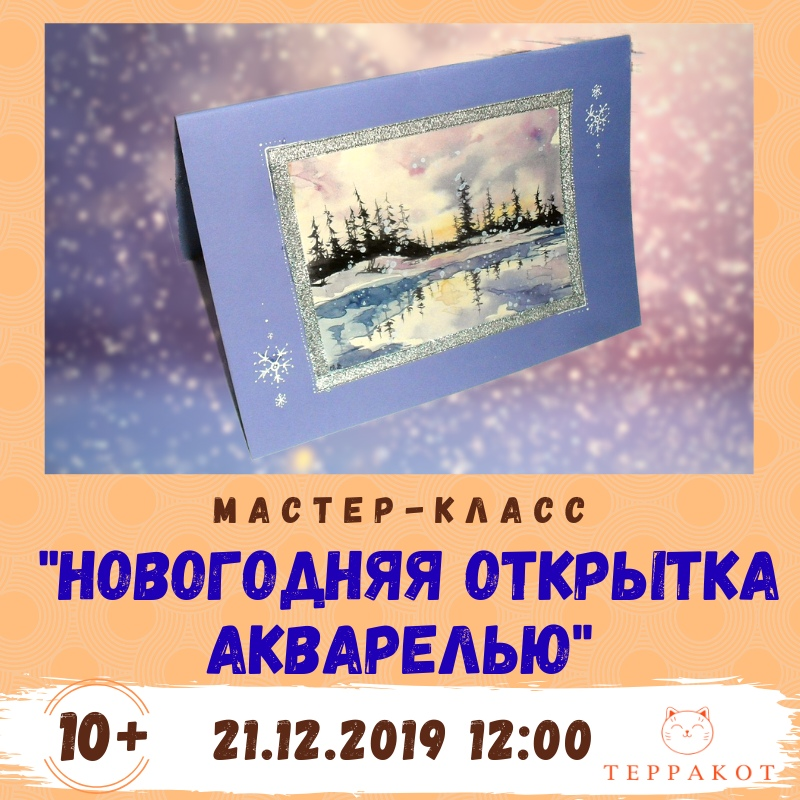 МАСТЕР-КЛАСС
"НОВОГОДНЯЯ ОТКРЫТКА
АКВАРЕЛЬЮ"
10+
21.12.2019 12:00
ТЕРРАКОТ